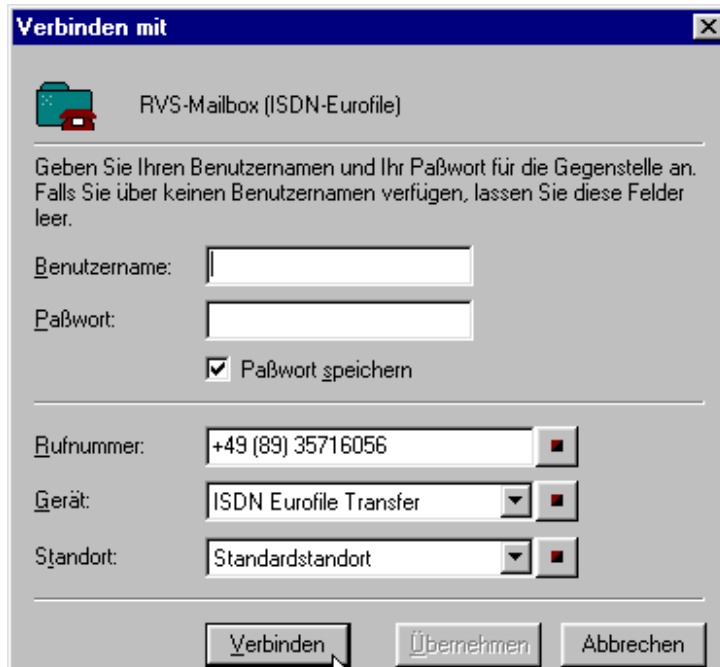 Verbinden mit
RVS-Mailbox (ISDN-Eurofile)
Geben Sie Ihren Benutzernamen und Ihr Paßwort für die Gegenstelle an.
Falls Sie über keinen Benutzernamen verfügen, lassen Sie diese Felder
leer.
Benutzername:
Paßwort:
Paßwort speichern
Rufnummer: +49 (89) 35716056
Gerät: ISDN Eurofile Transfer
Standort: Standardstandort
Verbinden Übernehmen Abbrechen